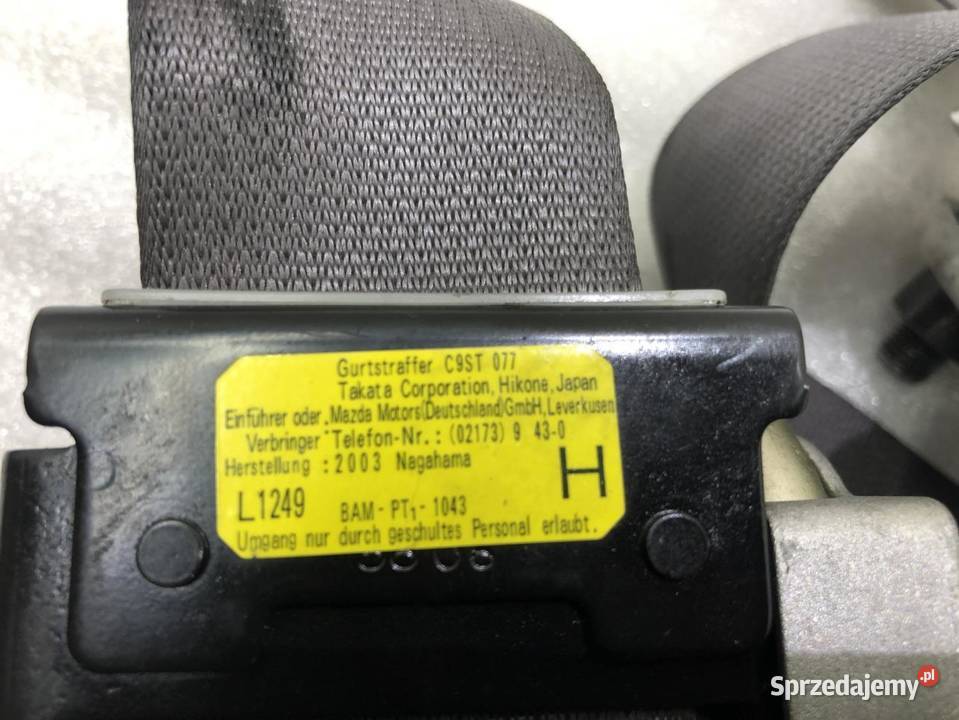 Gurtstraffer C9ST 077
Takata Corporation, Hikone, Japan
Einführer oder Mazda Motors(Deutschland)GmbH, Leverkusen
Verbringer Telefon-Nr.: (02173) 9 43-0
Herstellung : 2003 Nagahama
H
L1249 BAM - PT1 - 1043
Umgang nur durch geschultes Personal erlaubt.
Sprzedajemy.pl